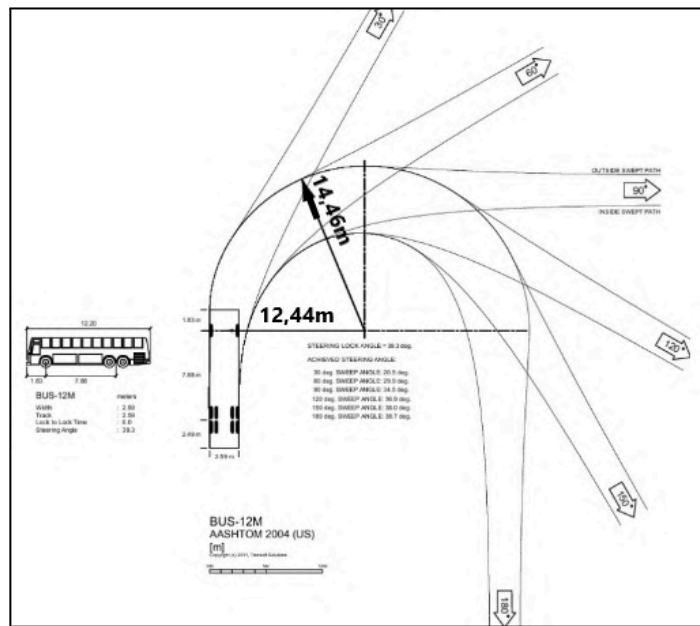 30°
60°
OUTSIDE SWEPT PATH
90°
INSIDE SWEPT PATH
14,46m
12,44m
1.83 m
12.20
STEERING LOCK ANGLE = 39.3 deg.
ACHIEVED STEERING ANGLE:
30 deg. SWEEP ANGLE: 20.5 deg.
60 deg. SWEEP ANGLE: 29.9 deg.
90 deg. SWEEP ANGLE: 34.5 deg.
120 deg. SWEEP ANGLE: 36.9 deg.
150 deg. SWEEP ANGLE: 38.0 deg.
180 deg. SWEEP ANGLE: 38.7 deg.
120°
7.88 m
1.83
7.88
BUS-12M
meters
Width : 2.59
Track : 2.59
Lock to Lock Time : 6.0
Steering Angle : 39.3
2.49 m
2.59 m
150°
BUS-12M
AASHTOM 2004 (US)
[m]
180°